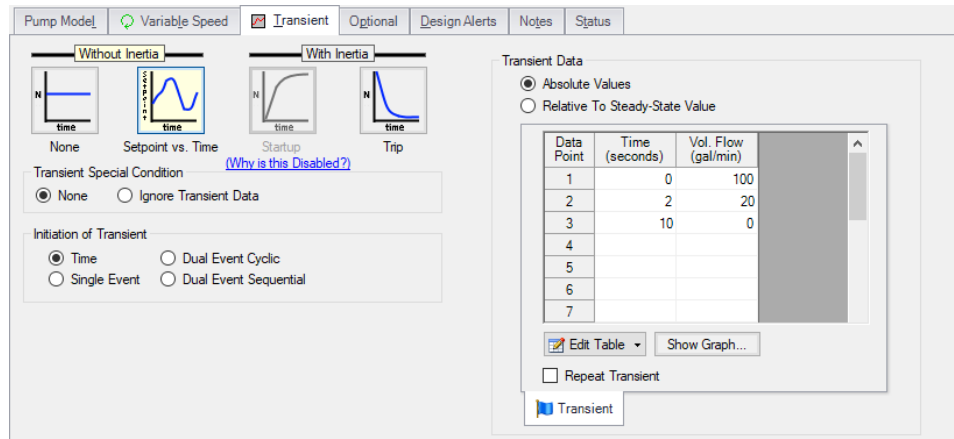 Pump Model
Variable Speed
Transient
Optional
Design Alerts
Notes
Status
Without Inertia
With Inertia
N
time
SetPoint
time
N
time
N
time
None
Setpoint vs. Time
Startup
Trip
(Why is this Disabled?)
Transient Special Condition
None
Ignore Transient Data
Initiation of Transient
Time
Dual Event Cyclic
Single Event
Dual Event Sequential
Transient Data
Absolute Values
Relative To Steady-State Value
Data Point
Time (seconds)
Vol. Flow (gal/min)
1 0 100
2 2 20
3 10 0
4
5
6
7
Edit Table
Show Graph...
Repeat Transient
Transient